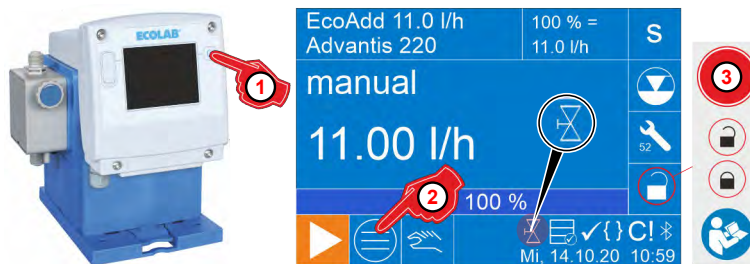 ECOLAB
1
EcoAdd 11.0 l/h
Advantis 220
100 % =
11.0 l/h
S
manual
11.00 l/h
52
100 %
2
3
✓{}C!
Mi, 14.10.20 10:59